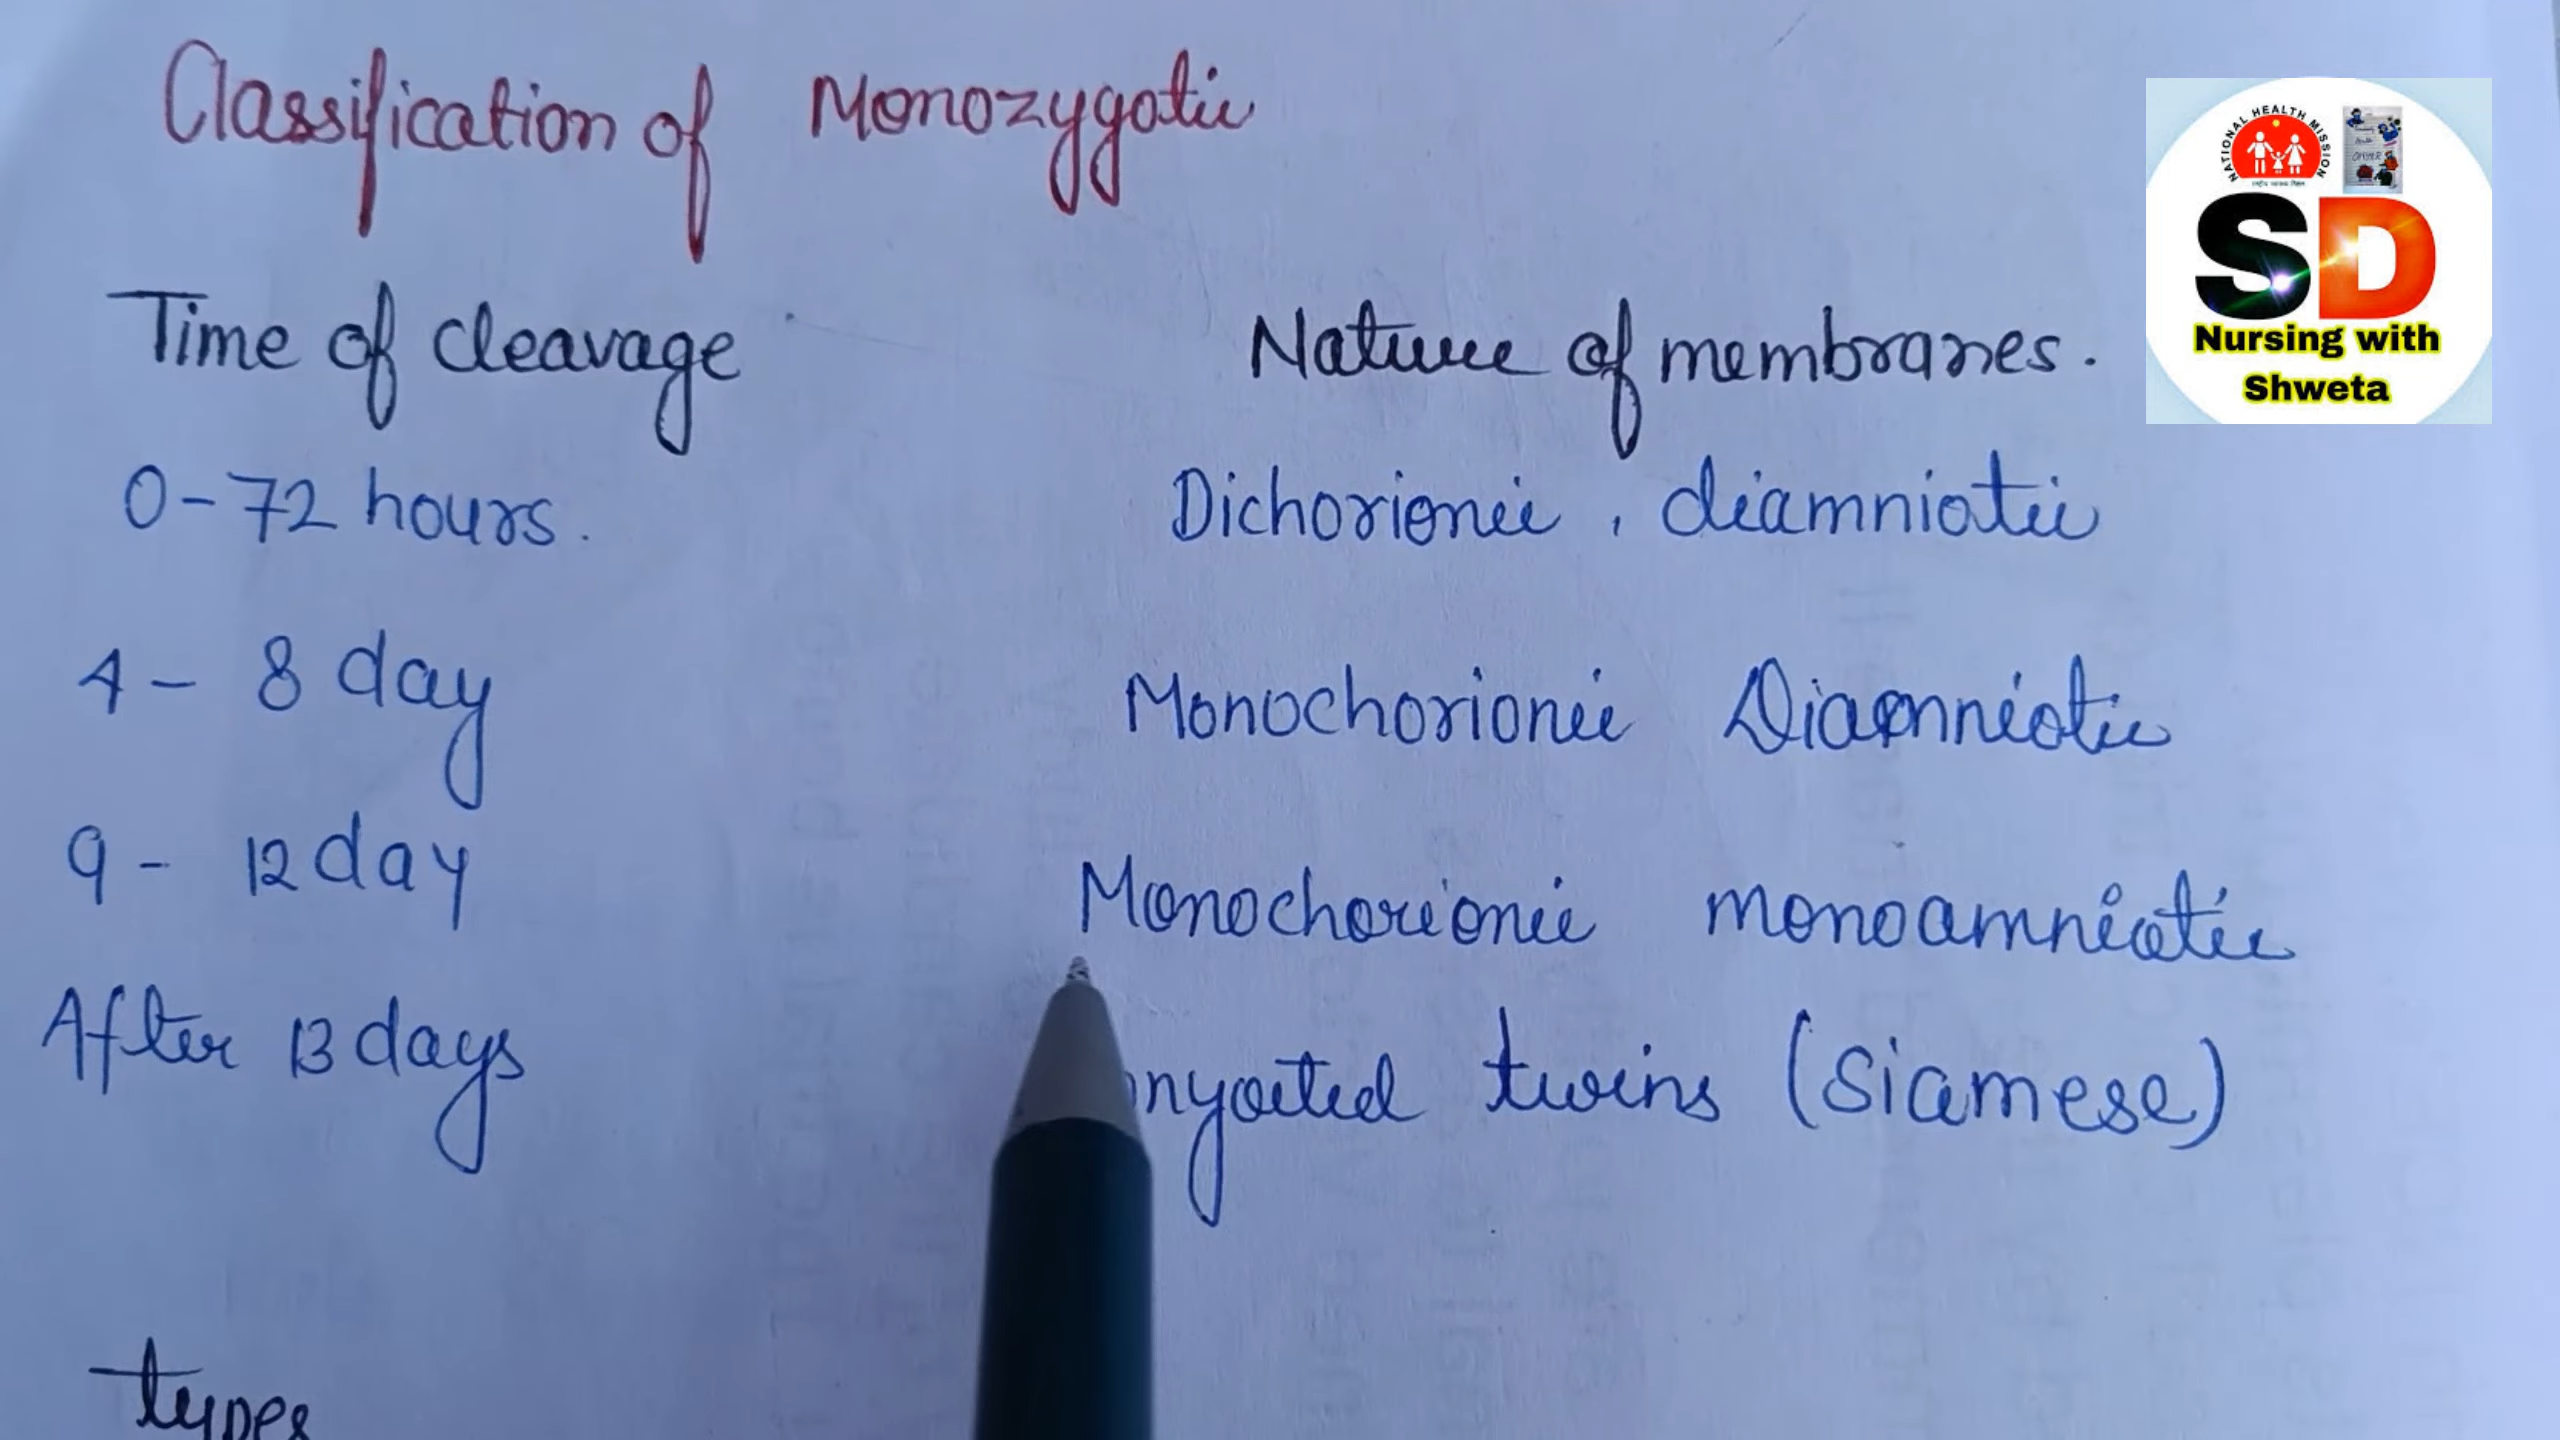 Classification of Monozygotic
Time of cleavage Nature of membranes.
0-72 hours. Dichorionic, diamniotic
4 - 8 day Monochorionic Diamniotic
9 - 12 day Monochorionic monoamniotic
After 13 days twins (Siamese)
types
NATIONAL HEALTH MISSION
SD
Nursing with
Shweta